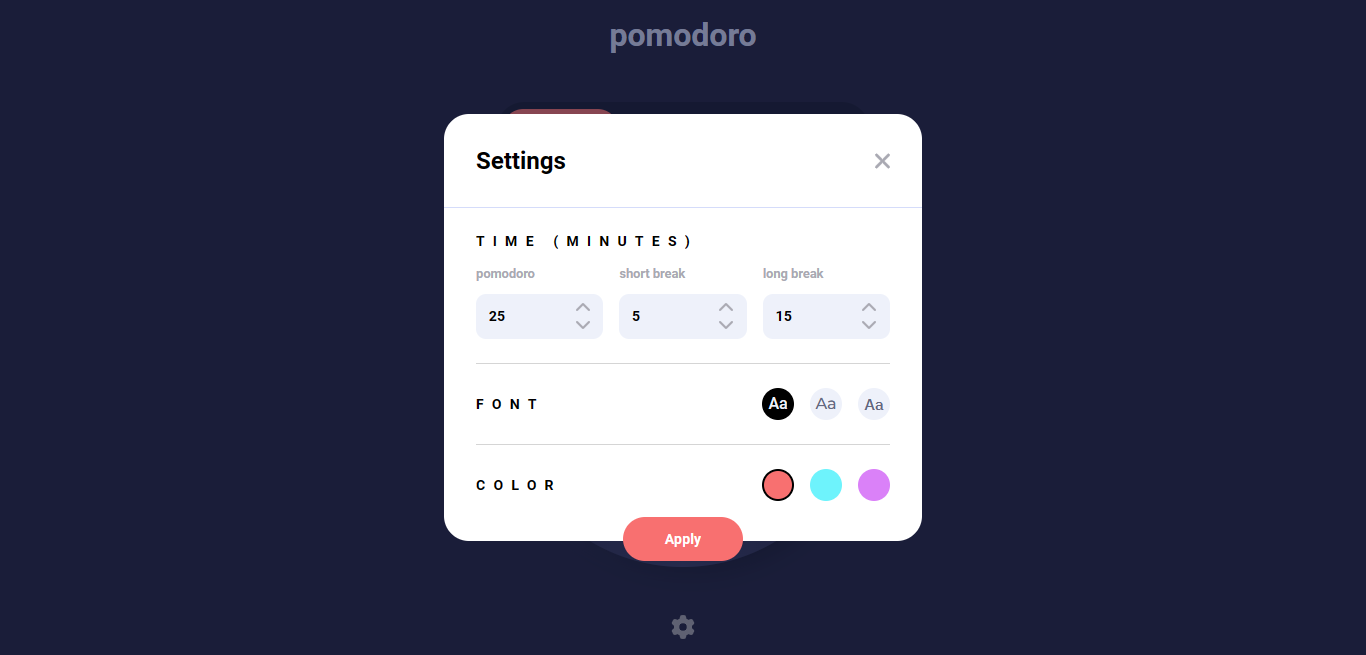 pomodoro
Settings
TIME (MINUTES)
pomodoro short break long break
25 5 15
FONT Aa Aa Aa
COLOR
Apply